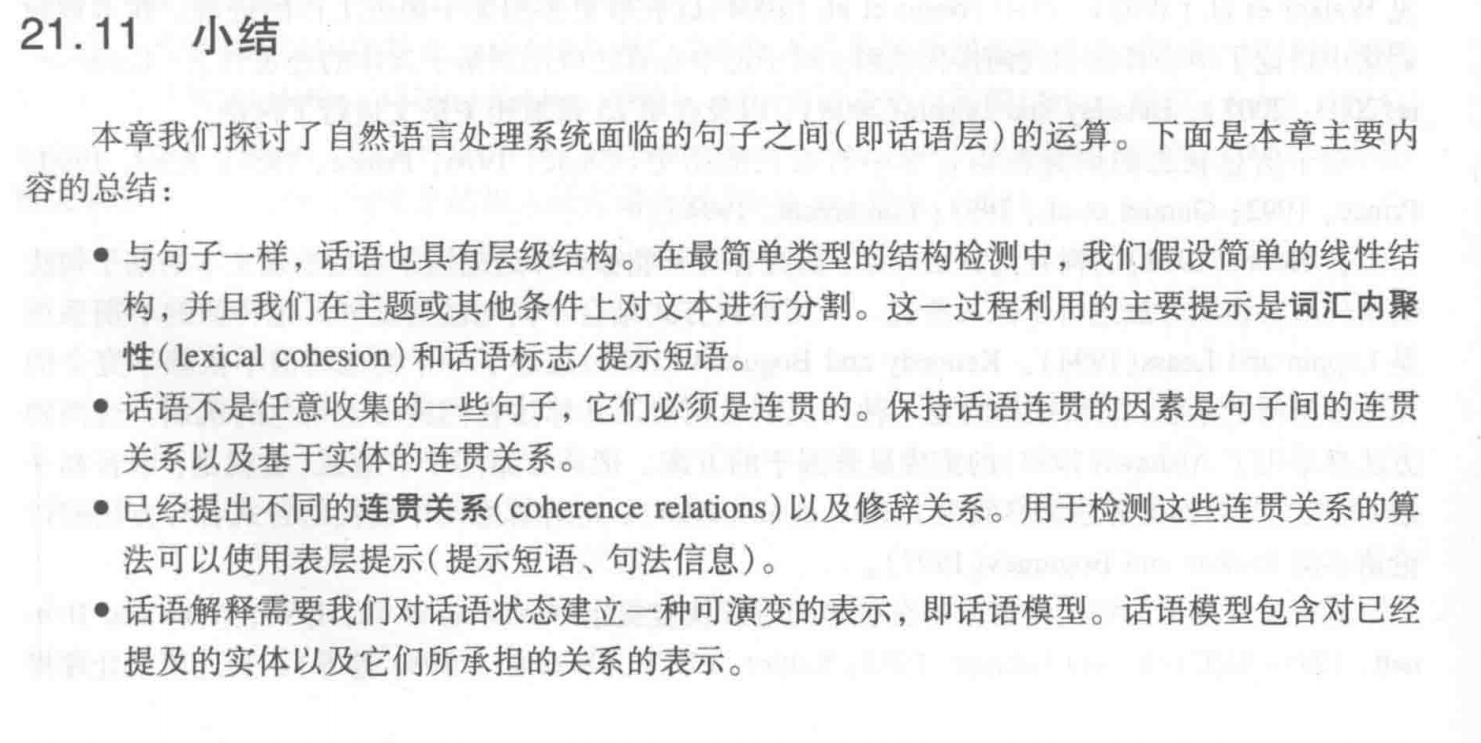 21.11 小结
本章我们探讨了自然语言处理系统面临的句子之间(即话语层)的运算。下面是本章主要内
容的总结:
● 与句子一样,话语也具有层级结构。在最简单类型的结构检测中,我们假设简单的线性结
构,并且我们在主题或其他条件上对文本进行分割。这一过程利用的主要提示是词汇内聚
性(lexical cohesion)和话语标志/提示短语。
● 话语不是任意收集的一些句子,它们必须是连贯的。保持话语连贯的因素是句子间的连贯
关系以及基于实体的连贯关系。
● 已经提出不同的连贯关系(coherence relations)以及修辞关系。用于检测这些连贯关系的算
法可以使用表层提示(提示短语、句法信息)。
● 话语解释需要我们对话语状态建立一种可演变的表示,即话语模型。话语模型包含对已经
提及的实体以及它们所承担的关系的表示。